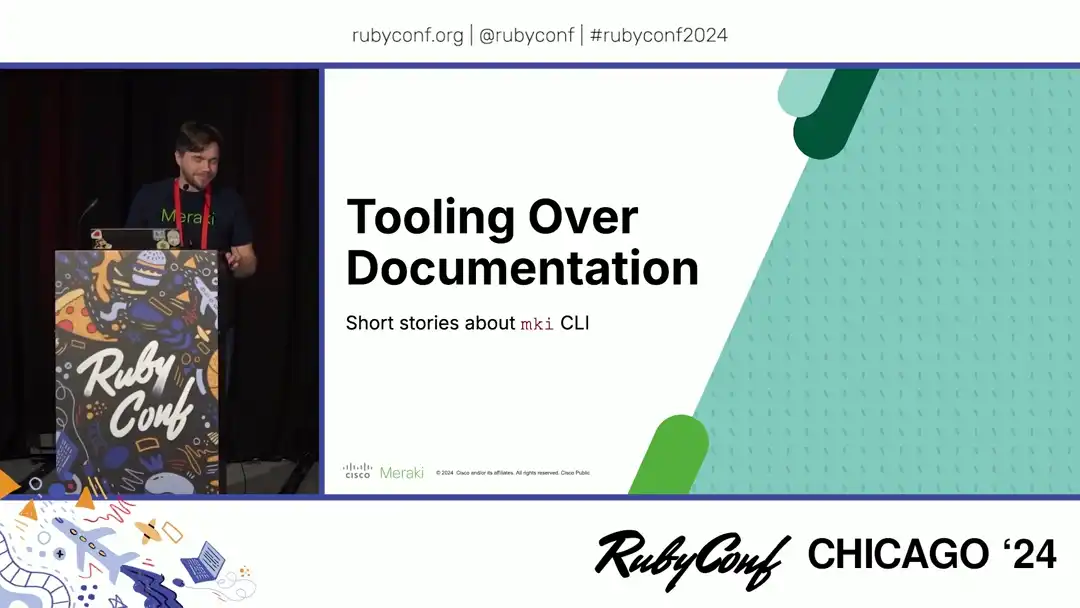 rubyconf.org | @rubyconf | #rubyconf2024
Meraki
Ruby
Conf
Tooling Over
Documentation
Short stories about mki CLI
cisco Meraki © 2024 Cisco and/or its affiliates. All rights reserved. Cisco Public
RubyConf CHICAGO ‘24